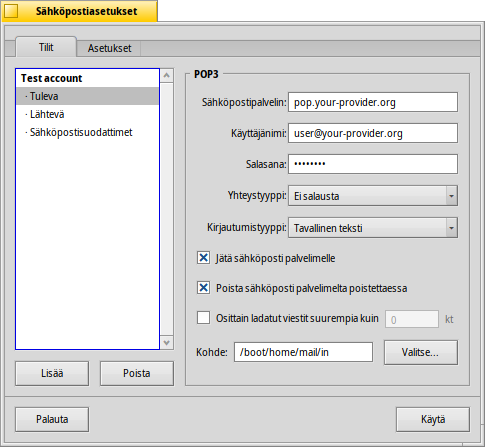 Sähköpostiasetukset
Tilit Asetukset
Test account
· Tuleva
· Lähtevä
· Sähköpostisuodattimet
Lisää Poista
POP3
Sähköpostipalvelin: pop.your-provider.org
Käyttäjänimi: user@your-provider.org
Salasana: ••••••••
Yhteystyyppi: Ei salausta
Kirjautumistyyppi: Tavallinen teksti
Jätä sähköposti palvelimelle
Poista sähköposti palvelimelta poistettaessa
Osittain ladatut viestit suurempia kuin 0 kt
Kohde: /boot/home/mail/in Valitse...
Palauta Käytä